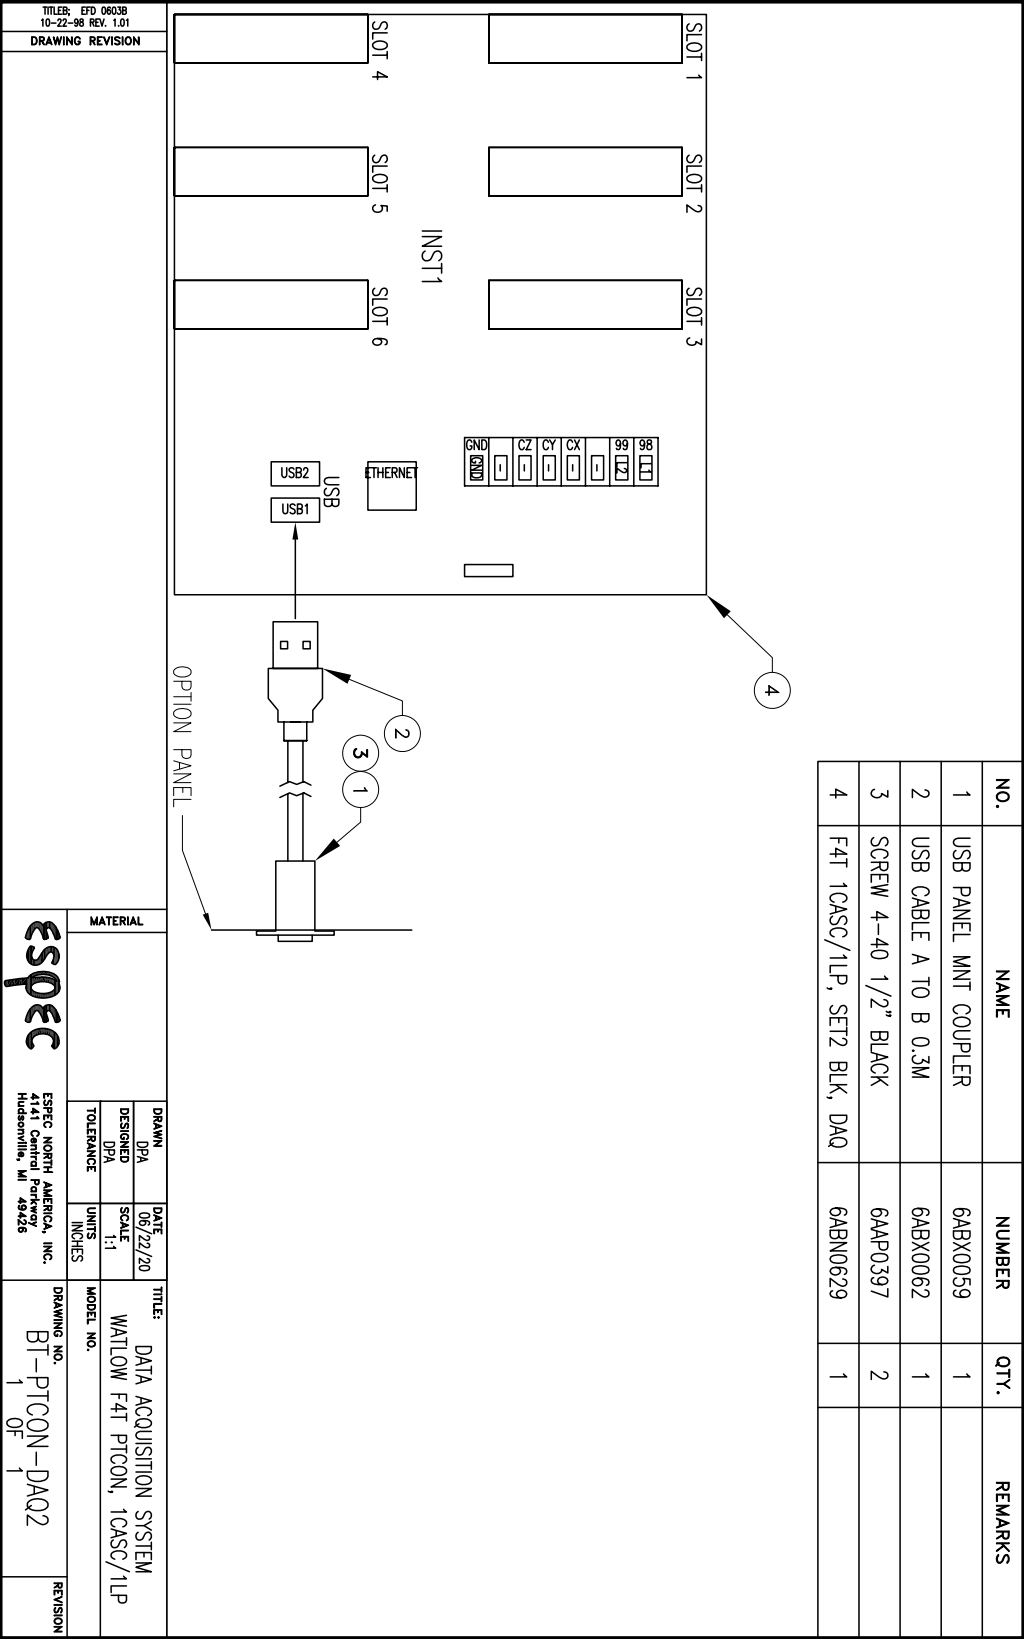 NO. NAME NUMBER QTY. REMARKS
1 USB PANEL MNT COUPLER 6ABX0059 1
2 USB CABLE A TO B 0.3M 6ABX0062 1
3 SCREW 4-40 1/2" BLACK 6AAP0397 2
4 F4T 1CASC/1LP, SET2 BLK, DAQ 6ABN0629 1
SLOT 1
SLOT 2
SLOT 3
98
99
CX
CY
CZ
GND
L1
L2
-
-
-
-
-
GND
4
INST1
SLOT 4
SLOT 5
SLOT 6
ETHERNET
USB
USB2
USB1
2
3
1
OPTION PANEL
TITLEB; EFD 0603B
10-22-98 REV. 1.01
DRAWING REVISION
MATERIAL
DRAWN
DPA
DATE
06/22/20
DESIGNED
DPA
SCALE
1:1
TOLERANCE
UNITS
INCHES
TITLE:
DATA ACQUISITION SYSTEM
WATLOW F4T PTCON, 1CASC/1LP
MODEL NO.
ESPEC
ESPEC NORTH AMERICA, INC.
4141 Central Parkway
Hudsonville, MI 49426
DRAWING NO.
BT-PTCON-DAQ2
1 OF 1
REVISION